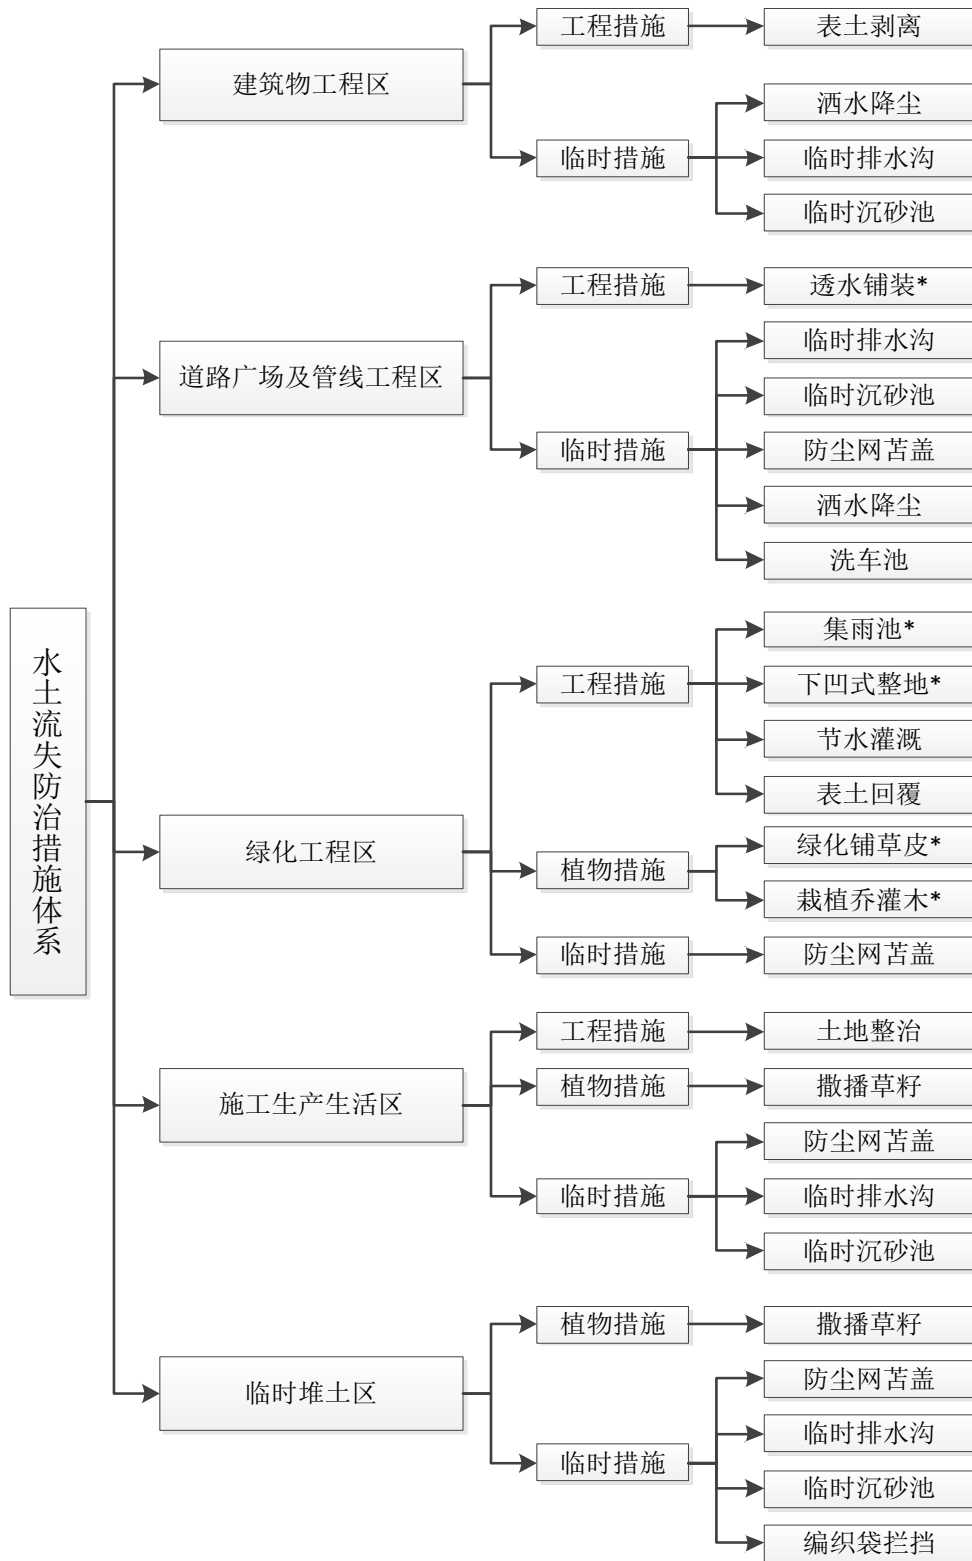 水土流失防治措施体系
建筑物工程区
工程措施
表土剥离
临时措施
洒水降尘
临时排水沟
临时沉砂池
道路广场及管线工程区
工程措施
透水铺装*
临时措施
临时排水沟
临时沉砂池
防尘网苫盖
洒水降尘
洗车池
绿化工程区
工程措施
集雨池*
下凹式整地*
节水灌溉
表土回覆
植物措施
绿化铺草皮*
栽植乔灌木*
临时措施
防尘网苫盖
施工生产生活区
工程措施
土地整治
植物措施
撒播草籽
临时措施
防尘网苫盖
临时排水沟
临时沉砂池
临时堆土区
植物措施
撒播草籽
临时措施
防尘网苫盖
临时排水沟
临时沉砂池
编织袋拦挡